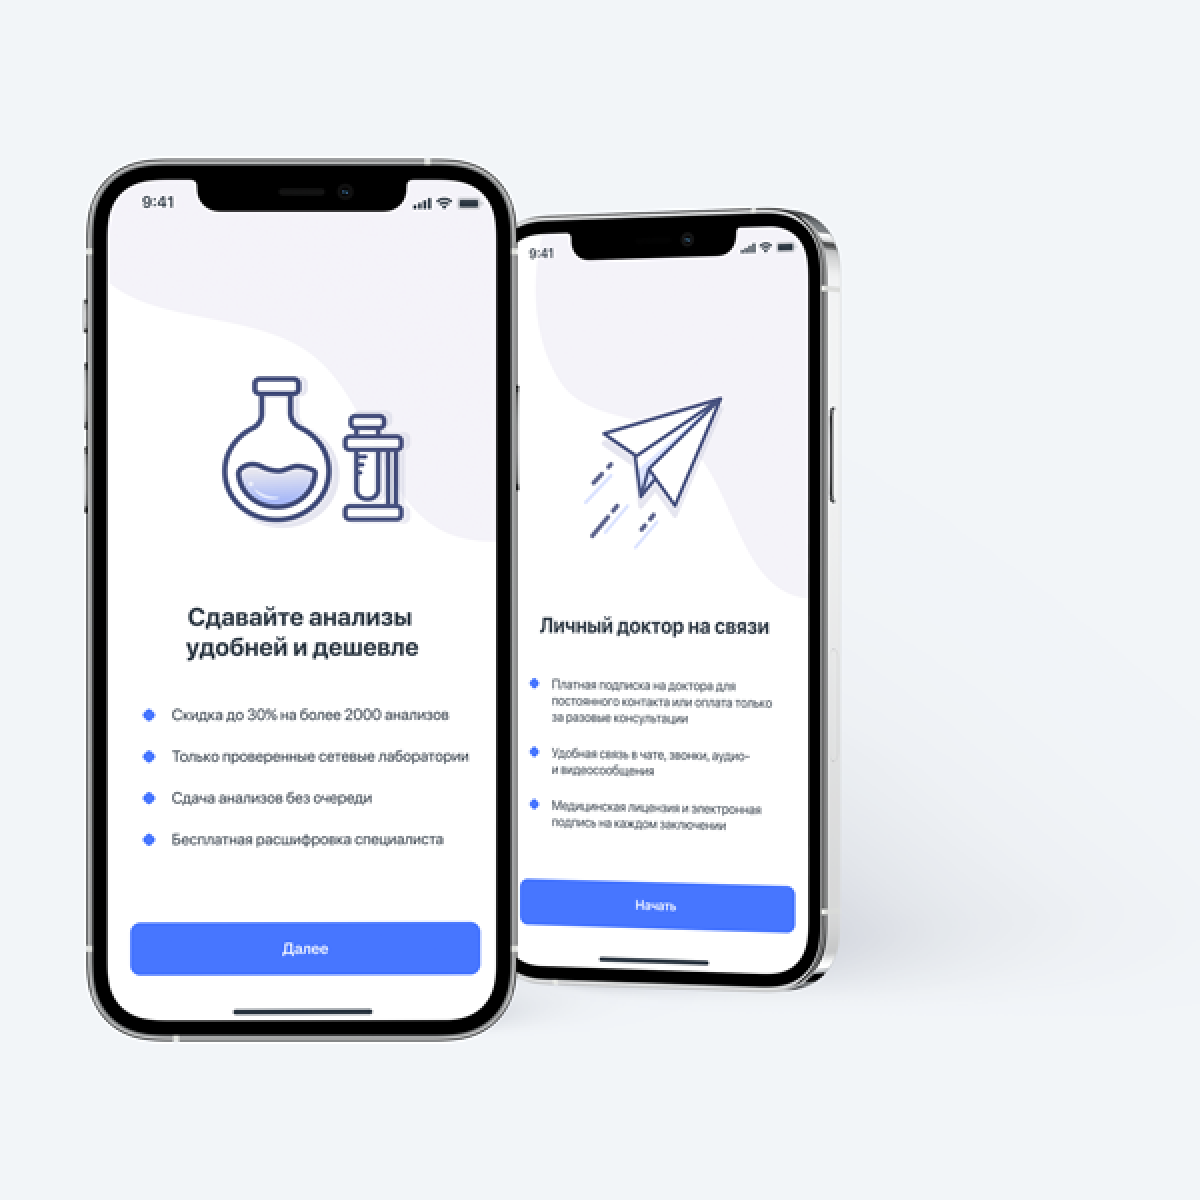 9:41
Сдавайте анализы
удобней и дешевле
Скидка до 30% на более 2000 анализов
Только проверенные сетевые лаборатории
Сдача анализов без очереди
Бесплатная расшифровка специалиста
Далее
9:41
Личный доктор на связи
Платная подписка на доктора для
постоянного контакта или оплата только
за разовые консультации
Удобная связь в чате, звонки, аудио-
и видеосообщения
Медицинская лицензия и электронная
подпись на каждом заключении
Начать